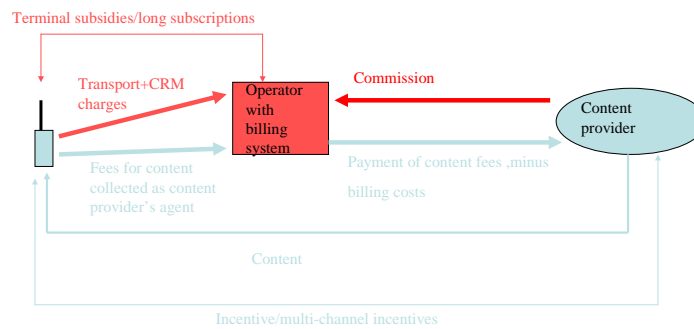 Terminal subsidies/long subscriptions
Transport+CRM
charges
Operator
with
billing
system
Commission
Content
provider
Fees for content
collected as content
provider's agent
Payment of content fees ,minus
billing costs
Content
Incentive/multi-channel incentives